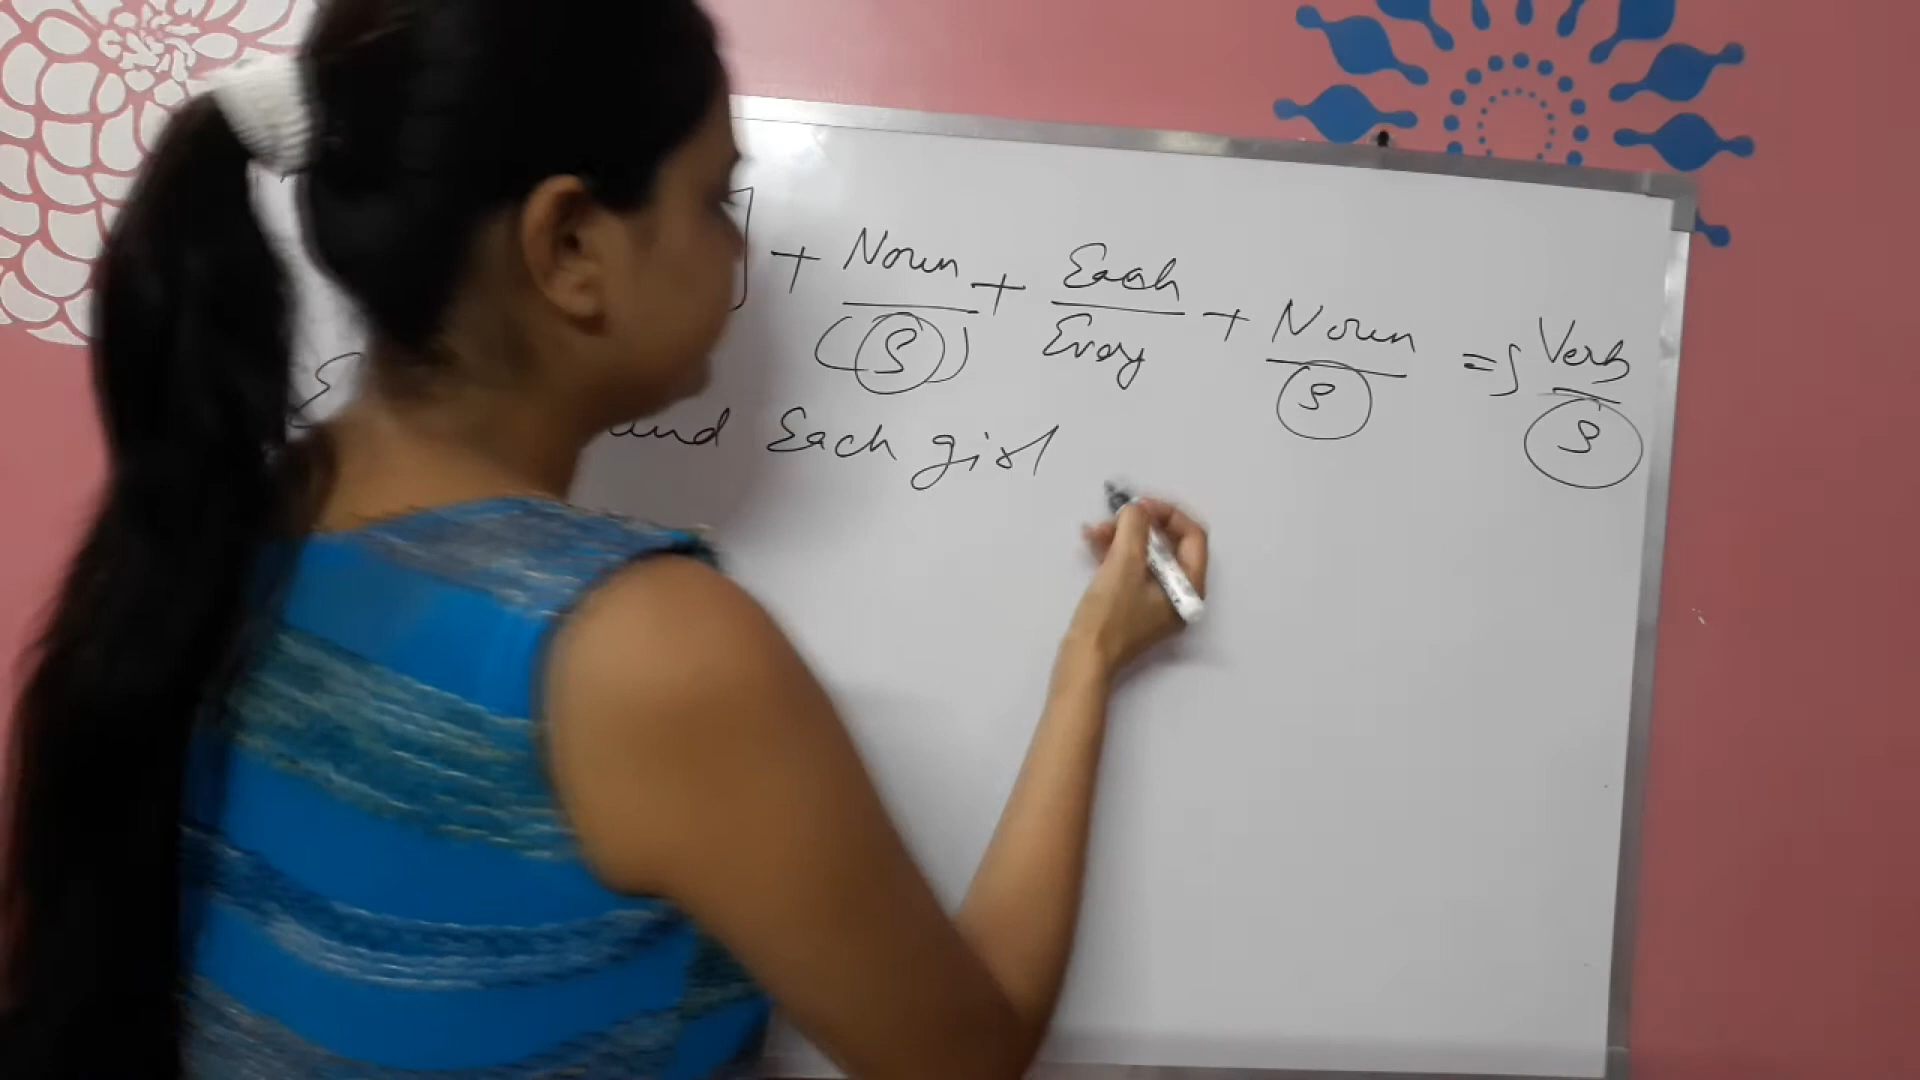 ] + Noun + Each + Noun => Verb
(S) Every S S
and Each girl